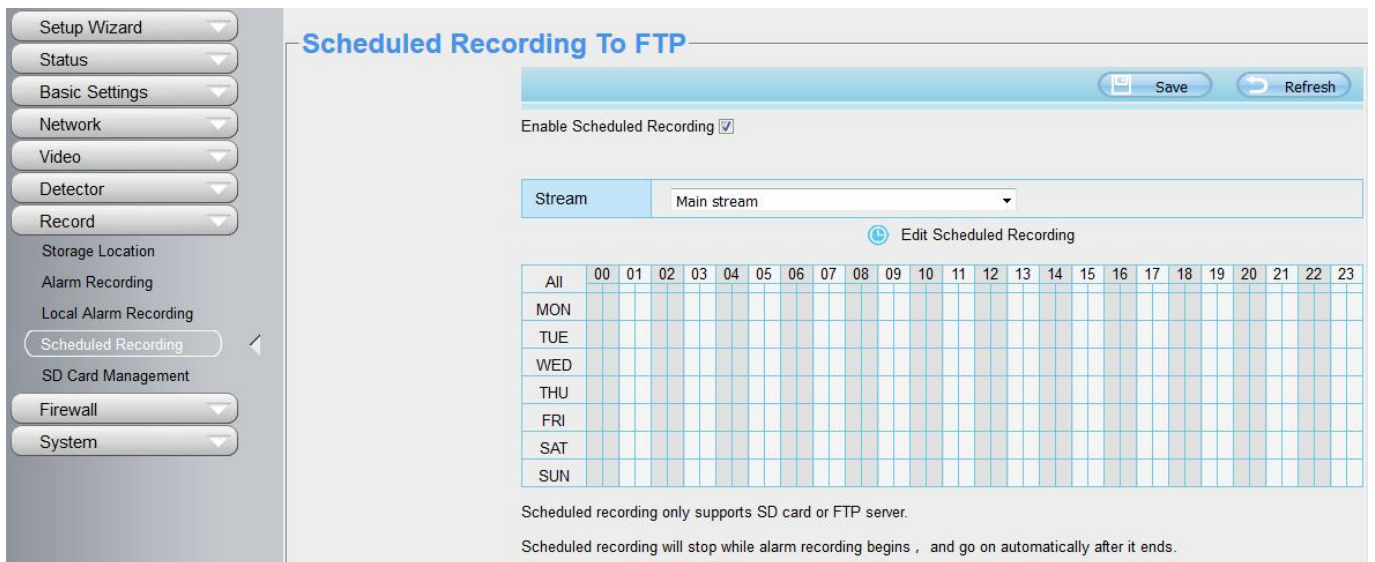 Setup Wizard
Status
Basic Settings
Network
Video
Detector
Record
Storage Location
Alarm Recording
Local Alarm Recording
Scheduled Recording
SD Card Management
Firewall
System
Scheduled Recording To FTP
Save Refresh
Enable Scheduled Recording
Stream Main stream
Edit Scheduled Recording
All 00 01 02 03 04 05 06 07 08 09 10 11 12 13 14 15 16 17 18 19 20 21 22 23
MON
TUE
WED
THU
FRI
SAT
SUN
Scheduled recording only supports SD card or FTP server.
Scheduled recording will stop while alarm recording begins , and go on automatically after it ends.